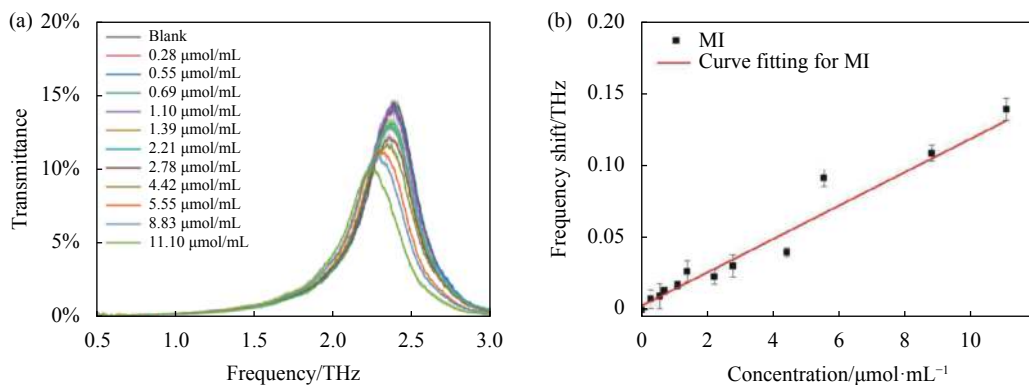 (a)
20%
15%
10%
5%
0%
Transmittance
Blank
0.28 μmol/mL
0.55 μmol/mL
0.69 μmol/mL
1.10 μmol/mL
1.39 μmol/mL
2.21 μmol/mL
2.78 μmol/mL
4.42 μmol/mL
5.55 μmol/mL
8.83 μmol/mL
11.10 μmol/mL
0.5 1.0 1.5 2.0 2.5 3.0
Frequency/THz
(b)
0.20
0.15
0.10
0.05
0
Frequency shift/THz
MI
Curve fitting for MI
0 2 4 6 8 10
Concentration/μmol·mL⁻¹